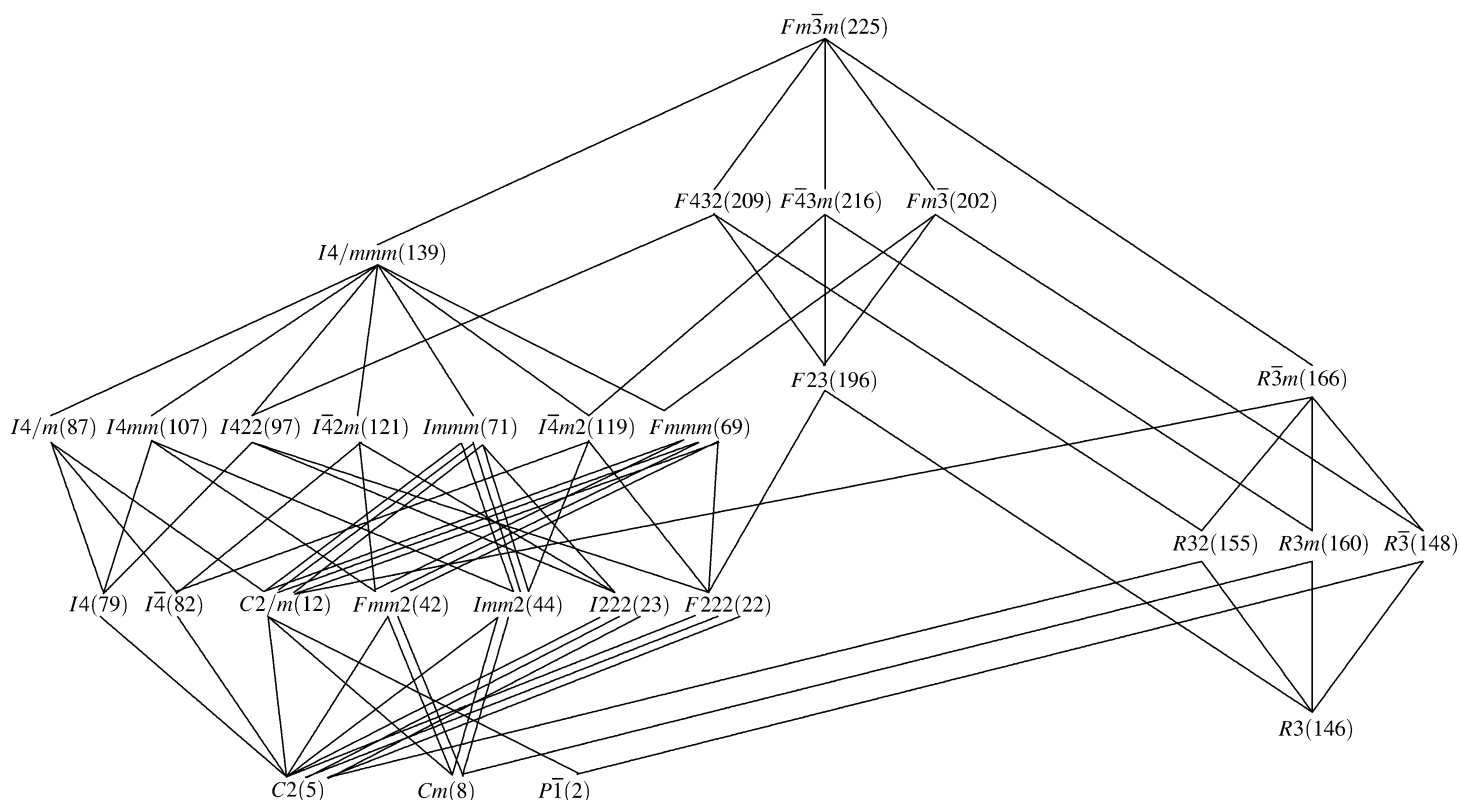 Fm3̅m(225)
F432(209) F4̅3m(216) Fm3̅(202)
I4/mmm(139)
F23(196) R3̅m(166)
I4/m(87) I4mm(107) I422(97) I4̅2m(121) Immm(71) I4̅m2(119) Fmmm(69)
R32(155) R3m(160) R3̅(148)
I4(79) I4̅(82) C2/m(12) Fmm2(42) Imm2(44) I222(23) F222(22)
R3(146)
C2(5) Cm(8) P1̅(2)